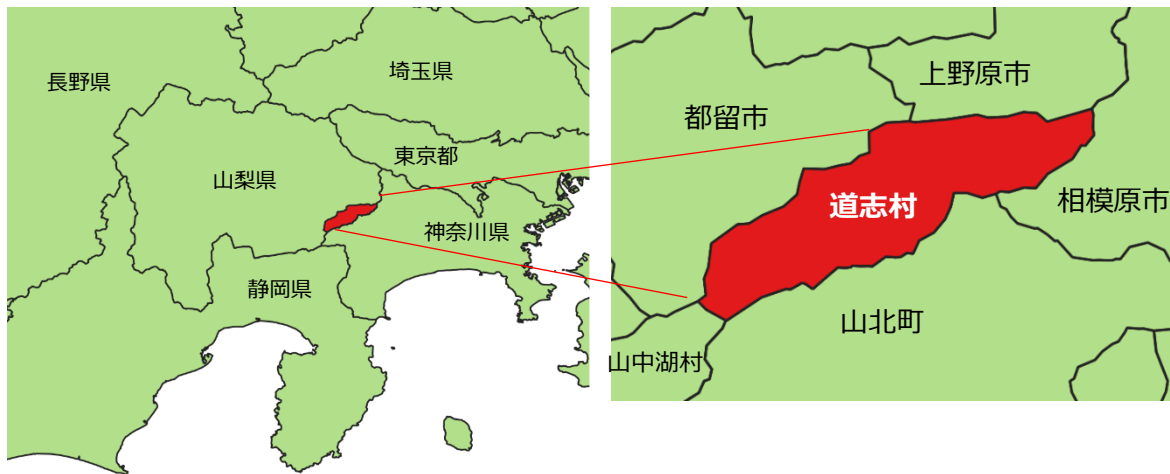 長野県
埼玉県
東京都
山梨県
神奈川県
静岡県
上野原市
都留市
道志村
相模原市
山北町
山中湖村